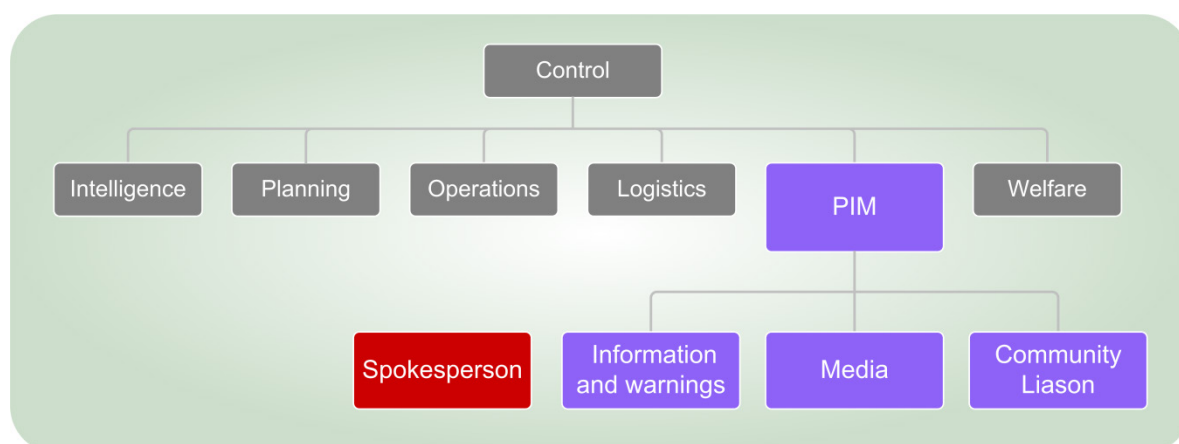 Control
Intelligence
Planning
Operations
Logistics
PIM
Welfare
Spokesperson
Information
and warnings
Media
Community
Liason